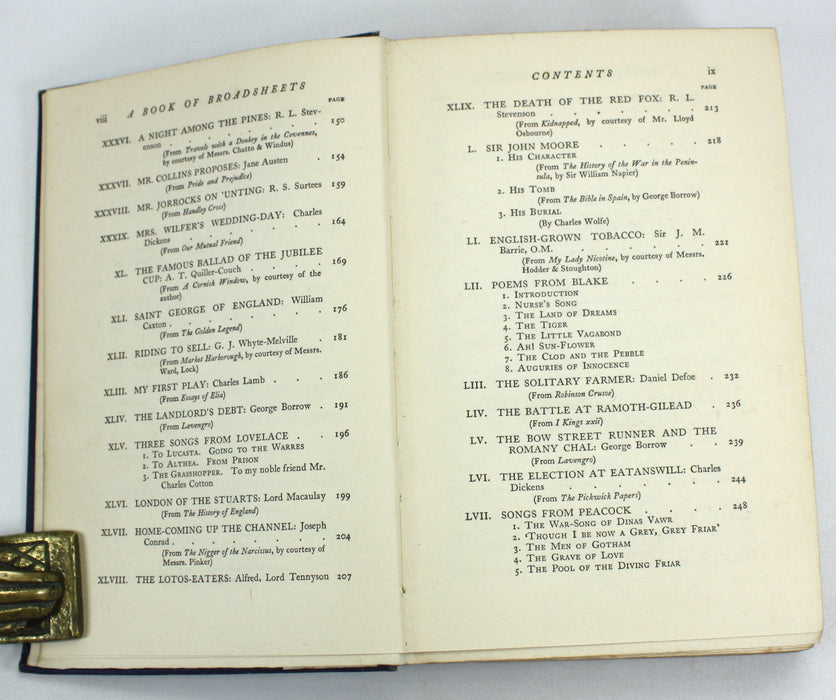 viii A BOOK OF BROADSHEETS
PAGE
XXXVI. A NIGHT AMONG THE PINES: R. L. Stev-
enson . . . . . . . 150
(From Travels with a Donkey in the Cevennes,
by courtesy of Messrs. Chatto & Windus)
XXXVII. MR. COLLINS PROPOSES: Jane Austen . 154
(From Pride and Prejudice)
XXXVIII. MR. JORROCKS ON 'UNTING: R. S. Surtees 159
(From Handley Cross)
XXXIX. MRS. WILFER'S WEDDING-DAY: Charles
Dickens . . . . . . 164
(From Our Mutual Friend)
XL. THE FAMOUS BALLAD OF THE JUBILEE
CUP: A. T. Quiller-Couch . . . . 169
(From A Cornish Window, by courtesy of the
author)
XLI. SAINT GEORGE OF ENGLAND: William
Caxton . . . . . . . 176
(From The Golden Legend)
XLII. RIDING TO SELL: G. J. Whyte-Melville . 181
(From Market Harborough, by courtesy of Messrs.
Ward, Lock)
XLIII. MY FIRST PLAY: Charles Lamb . . . 186
(From Essays of Elia)
XLIV. THE LANDLORD'S DEBT: George Borrow . 191
(From Lavengro)
XLV. THREE SONGS FROM LOVELACE . . 196
1. To Lucasta. Going to the Warres
2. To Althea. From Prison
3. The Grasshopper. To my noble friend Mr.
Charles Cotton
XLVI. LONDON OF THE STUARTS: Lord Macaulay 199
(From The History of England)
XLVII. HOME-COMING UP THE CHANNEL: Joseph
Conrad . . . . . . . 204
(From The Nigger of the Narcissus, by courtesy of
Messrs. Pinker)
XLVIII. THE LOTOS-EATERS: Alfred, Lord Tennyson 207
CONTENTS ix
PAGE
XLIX. THE DEATH OF THE RED FOX: R. L.
Stevenson . . . . . . 213
(From Kidnapped, by courtesy of Mr. Lloyd
Osbourne)
L. SIR JOHN MOORE . . . . . 218
1. His Character
(From The History of the War in the Penin-
sula, by Sir William Napier)
2. His Tomb
(From The Bible in Spain, by George Borrow)
3. His Burial
(By Charles Wolfe)
LI. ENGLISH-GROWN TOBACCO: Sir J. M.
Barrie, O.M. . . . . . . 221
(From My Lady Nicotine, by courtesy of Messrs.
Hodder & Stoughton)
LII. POEMS FROM BLAKE . . . . 226
1. Introduction
2. Nurse's Song
3. The Land of Dreams
4. The Tiger
5. The Little Vagabond
6. Ah! Sun-Flower
7. The Clod and the Pebble
8. Auguries of Innocence
LIII. THE SOLITARY FARMER: Daniel Defoe . 232
(From Robinson Crusoe)
LIV. THE BATTLE AT RAMOTH-GILEAD . 236
(From I Kings xxii)
LV. THE BOW STREET RUNNER AND THE
ROMANY CHAL: George Borrow . . 239
(From Lavengro)
LVI. THE ELECTION AT EATANSWILL: Charles
Dickens . . . . . . 244
(From The Pickwick Papers)
LVII. SONGS FROM PEACOCK . . . . 248
1. The War-Song of Dinas Vawr
2. 'Though I be now a Grey, Grey Friar'
3. The Men of Gotham
4. The Grave of Love
5. The Pool of the Diving Friar